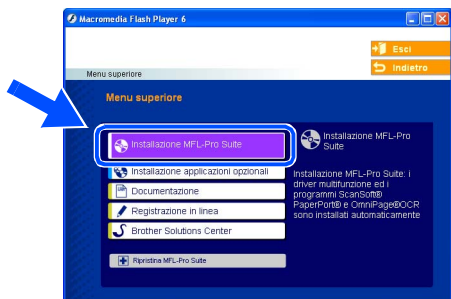 Macromedia Flash Player 6
Esci
Indietro
Menu superiore
Menu superiore
Installazione MFL-Pro Suite
Installazione applicazioni opzionali
Documentazione
Registrazione in linea
Brother Solutions Center
Ripristina MFL-Pro Suite
Installazione MFL-Pro
Suite
Installazione MFL-Pro Suite: i
driver multifunzione ed i
programmi ScanSoft®
PaperPort® e OmniPage®OCR
sono installati automaticamente